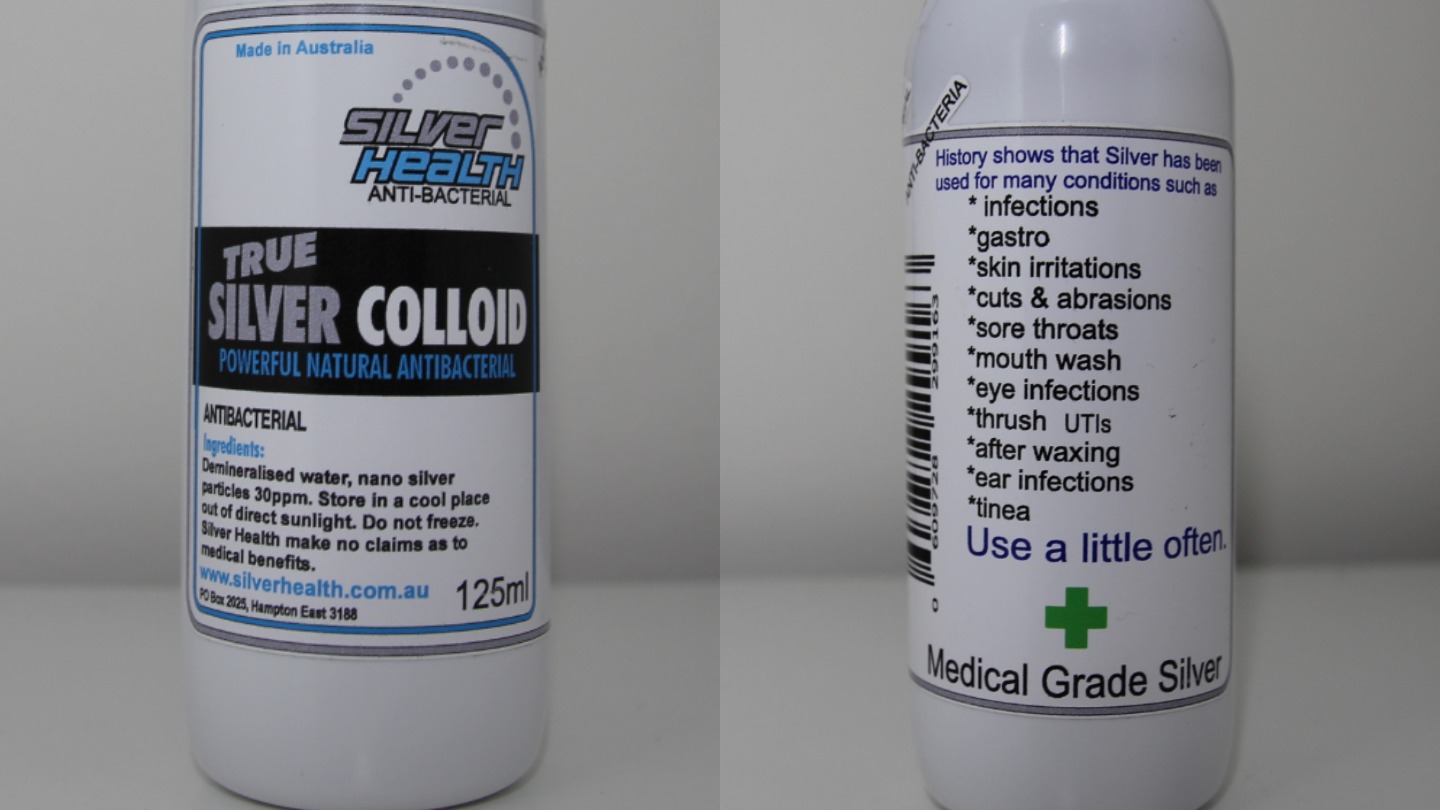 Made in Australia
SILVER
HEALTH
ANTI-BACTERIAL
TRUE
SILVER COLLOID
POWERFUL NATURAL ANTIBACTERIAL
ANTIBACTERIAL
Ingredients:
Demineralised water, nano silver
particles 30ppm. Store in a cool place
out of direct sunlight. Do not freeze.
Silver Health make no claims as to
medical benefits.
www.silverhealth.com.au
125ml
PO Box 2025, Hampton East 3188
ANTI-BACTERIA
History shows that Silver has been
used for many conditions such as
* infections
*gastro
*skin irritations
*cuts & abrasions
*sore throats
*mouth wash
*eye infections
*thrush UTIs
*after waxing
*ear infections
*tinea
Use a little often.
Medical Grade Silver
0 609728 299163